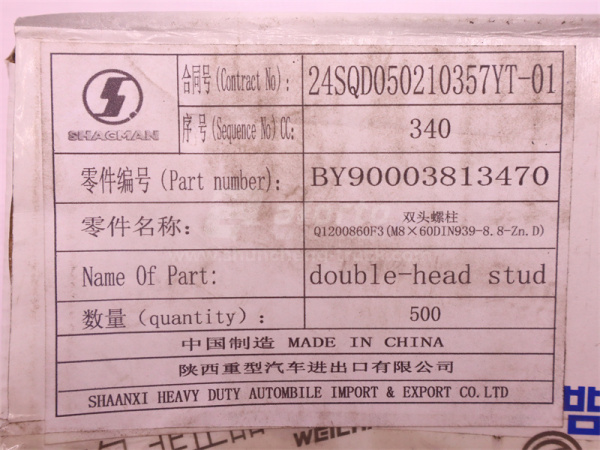 SHACMAN
合同号(Contract No): 24SQD050210357YT-01
序号(Sequence No)CC: 340
零件编号(Part number): BY90003813470
零件名称: 双头螺柱
Q1200860F3(M8×60DIN939-8.8-Zn.D)
Name Of Part: double-head stud
数量(quantity): 500
中国制造 MADE IN CHINA
陕西重型汽车进出口有限公司
SHAANXI HEAVY DUTY AUTOMBILE IMPORT & EXPORT CO.LTD